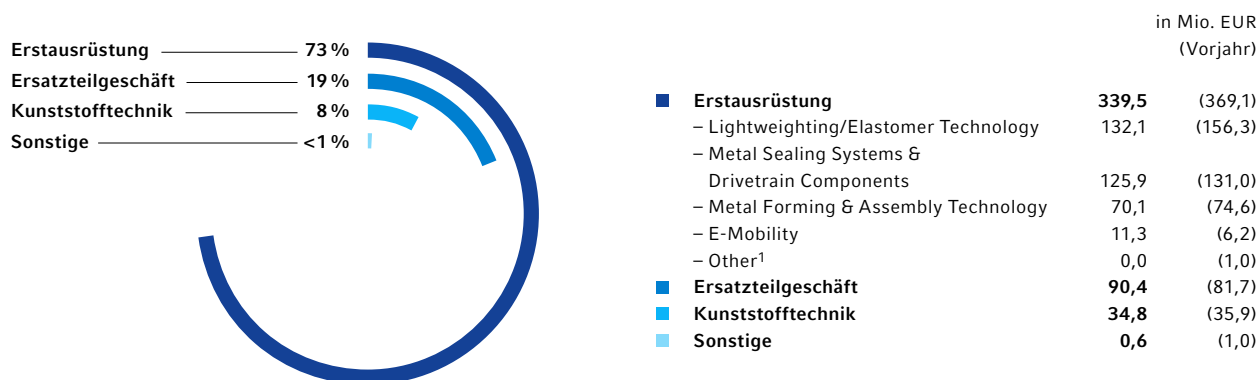 Erstausrüstung 73 %
Ersatzteilgeschäft 19 %
Kunststofftechnik 8 %
Sonstige <1 %
in Mio. EUR
(Vorjahr)
Erstausrüstung 339,5 (369,1)
– Lightweighting/Elastomer Technology 132,1 (156,3)
– Metal Sealing Systems &
Drivetrain Components 125,9 (131,0)
– Metal Forming & Assembly Technology 70,1 (74,6)
– E-Mobility 11,3 (6,2)
– Other¹ 0,0 (1,0)
Ersatzteilgeschäft 90,4 (81,7)
Kunststofftechnik 34,8 (35,9)
Sonstige 0,6 (1,0)